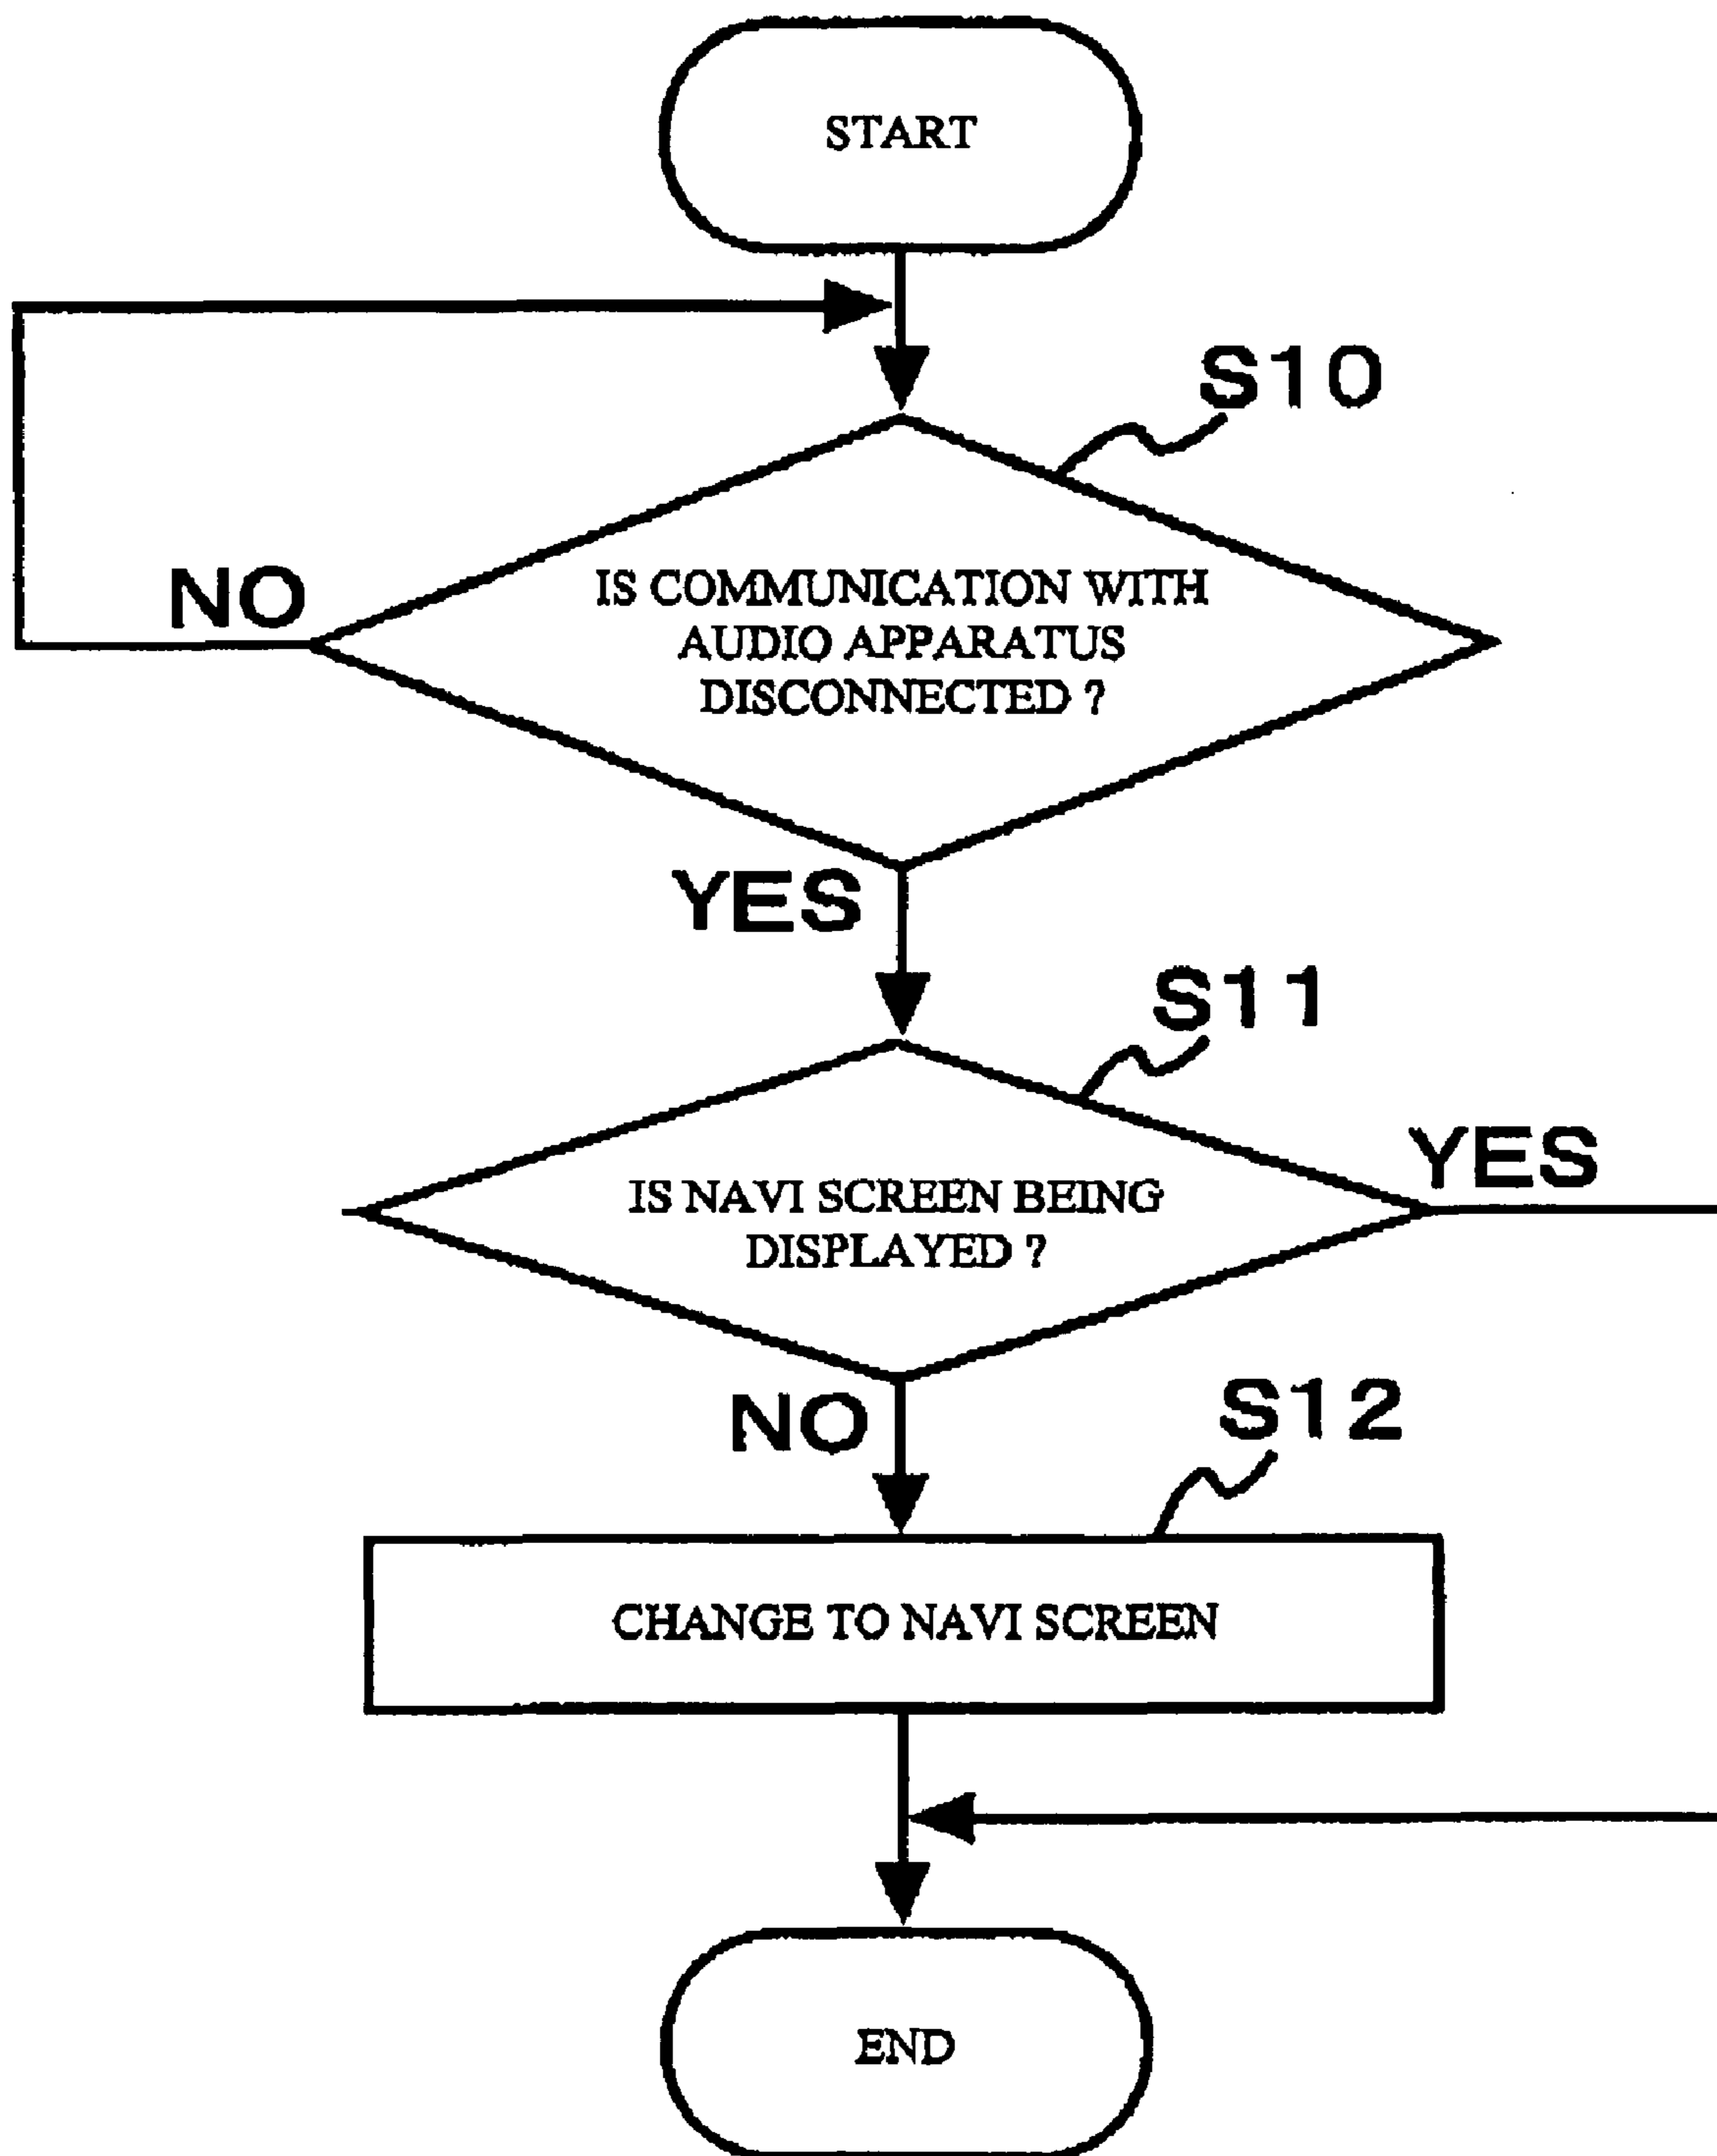 START
S10
IS COMMUNICATION WITH
AUDIO APPARATUS
DISCONNECTED ?
NO
YES
S11
IS NAVI SCREEN BEING
DISPLAYED ?
YES
NO
S12
CHANGE TO NAVI SCREEN
END